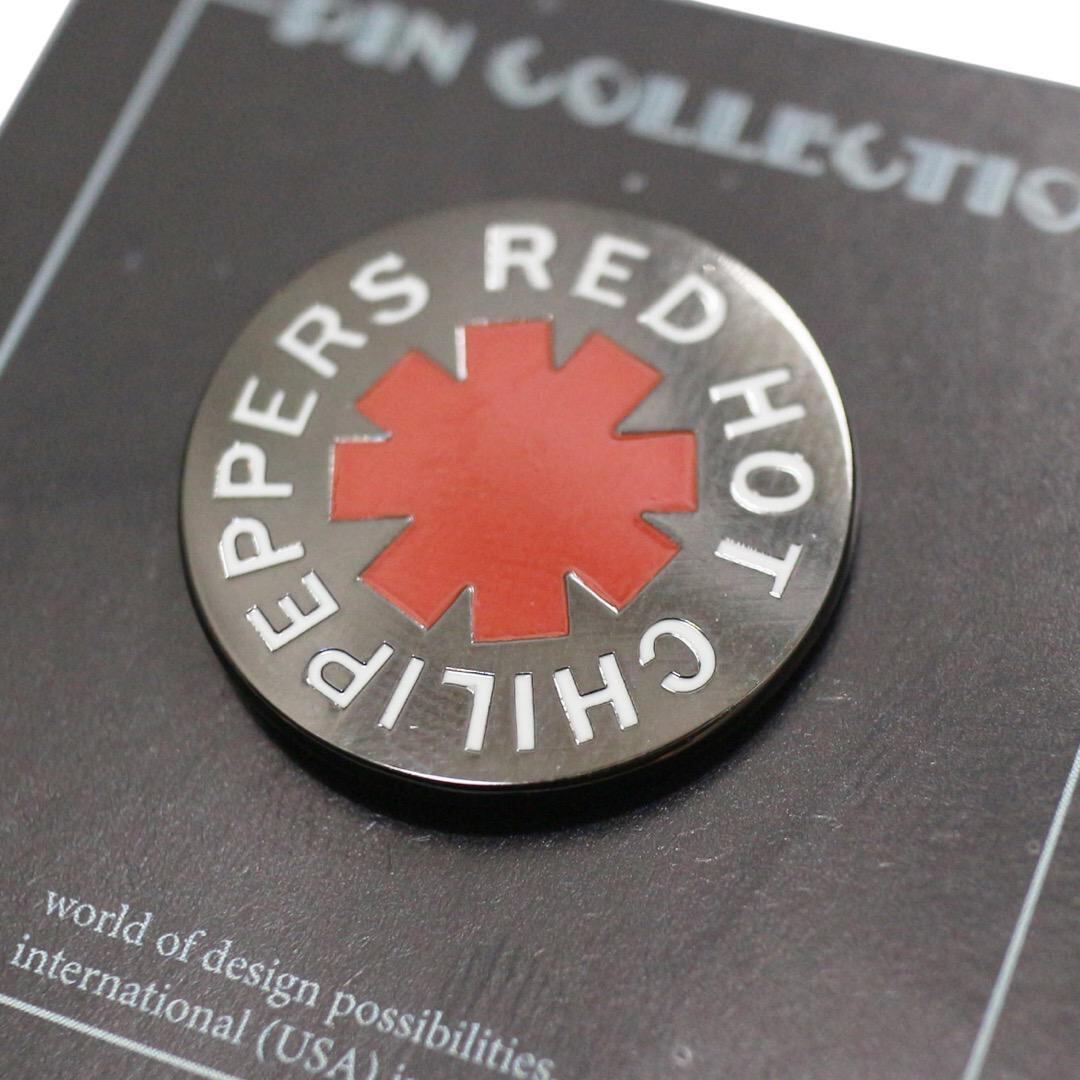 PIN COLLECTIO
RED HOT CHILI PEPPERS
world of design possibilities
international (USA)